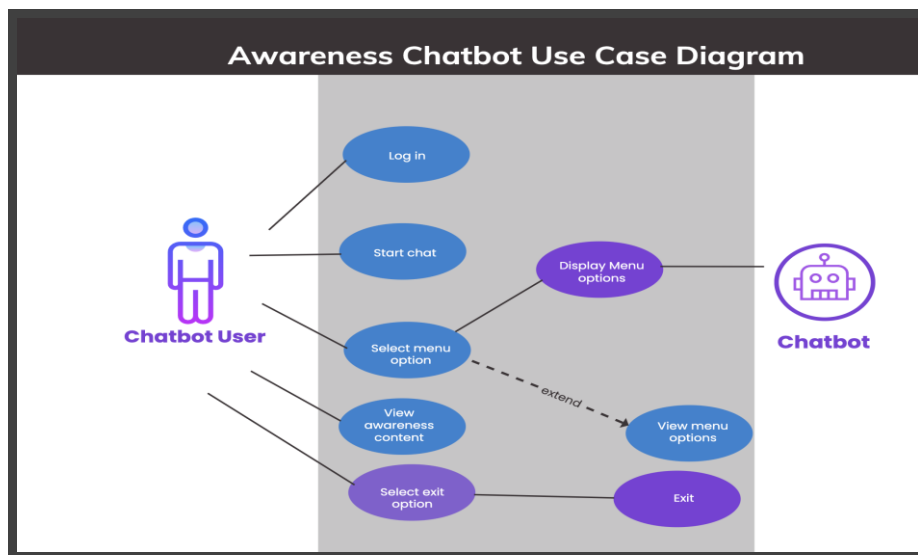 Awareness Chatbot Use Case Diagram
Log in
Start chat
Display Menu
options
Chatbot User
Chatbot
Select menu
option
extend
View
awareness
content
View menu
options
Select exit
option
Exit